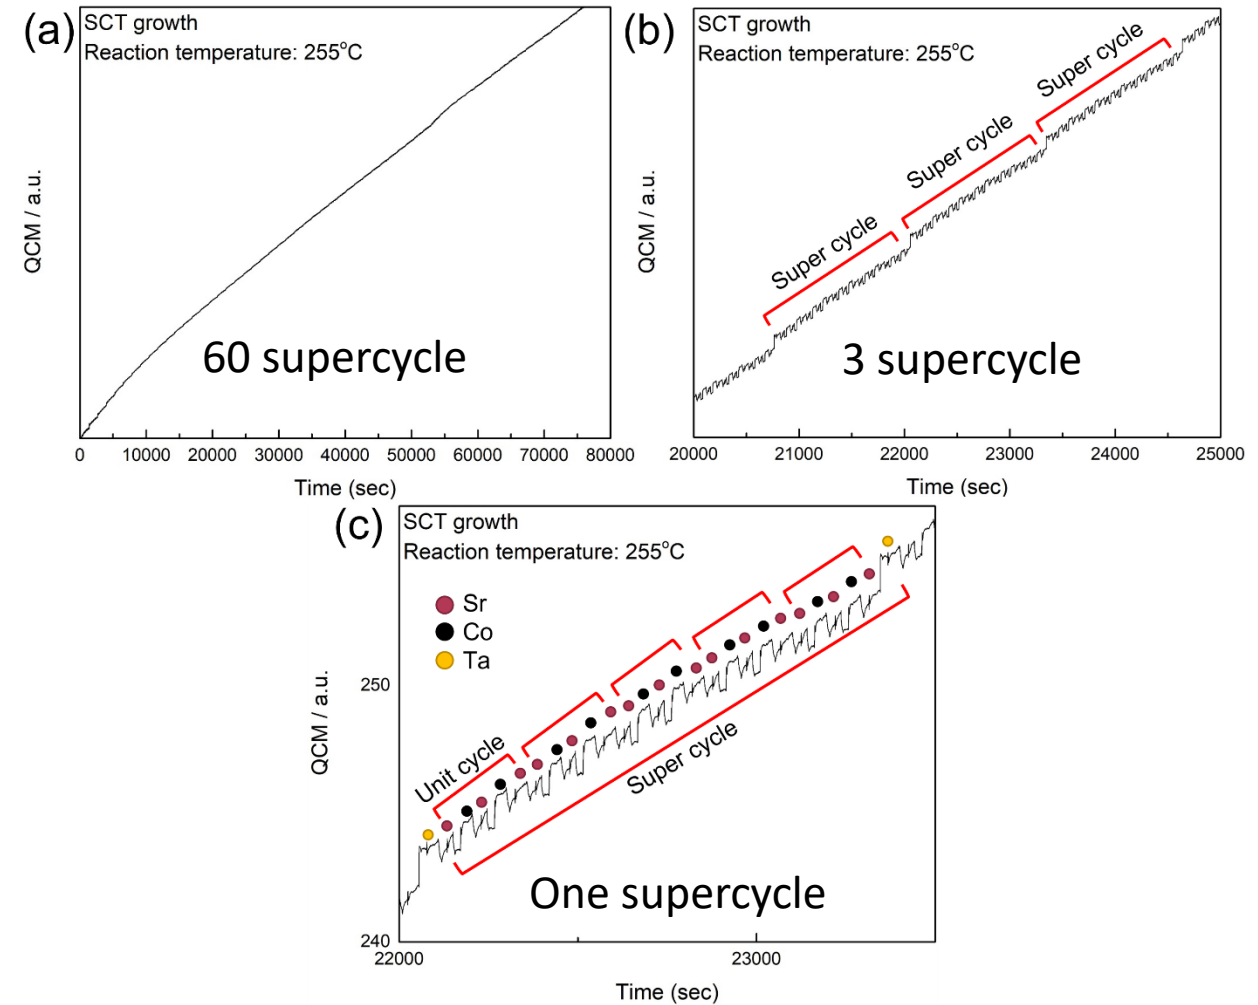 (a)
SCT growth
Reaction temperature: 255°C
QCM / a.u.
60 supercycle
0 10000 20000 30000 40000 50000 60000 70000 80000
Time (sec)
(b)
SCT growth
Reaction temperature: 255°C
QCM / a.u.
Super cycle
Super cycle
Super cycle
3 supercycle
20000 21000 22000 23000 24000 25000
Time (sec)
(c)
SCT growth
Reaction temperature: 255°C
Sr
Co
Ta
QCM / a.u.
250
240
Unit cycle
Super cycle
One supercycle
22000 23000
Time (sec)